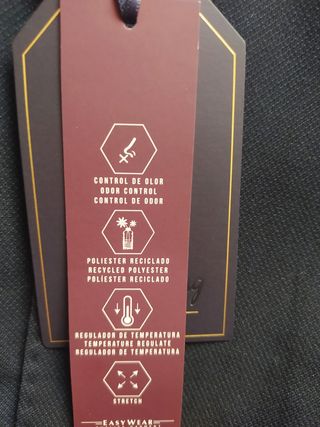 CONTROL DE OLOR
ODOR CONTROL
CONTROL DE ODOR
POLIESTER RECICLADO
RECYCLED POLYESTER
POLÍESTER RECICLADO
REGULADOR DE TEMPERATURA
TEMPERATURE REGULATE
REGULADOR DE TEMPERATURA
STRETCH
EASYWEAR